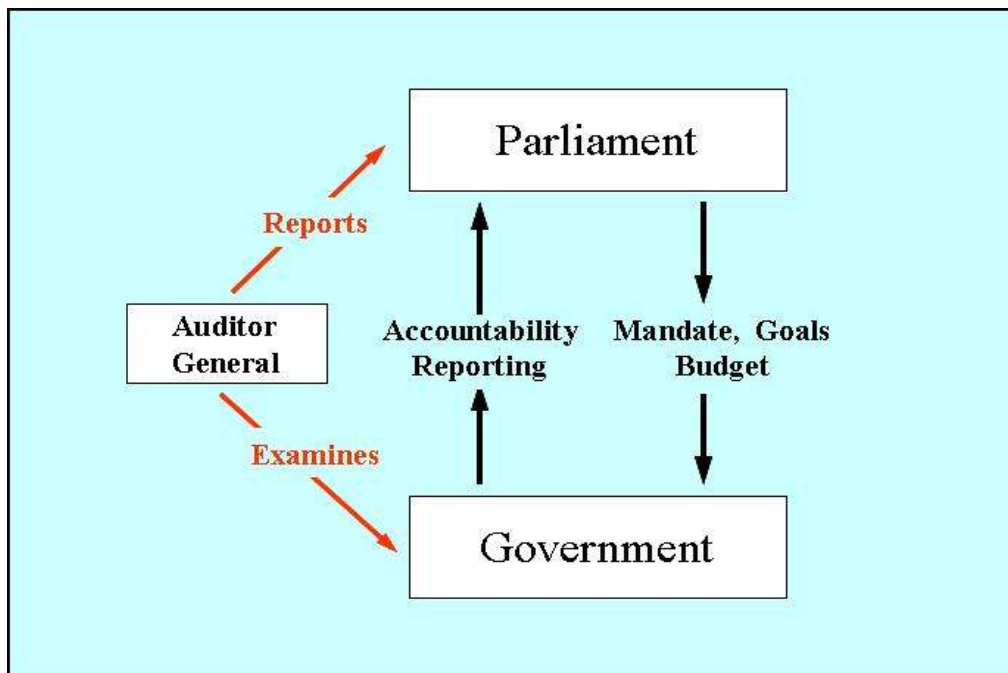 Parliament
Reports
Auditor
General
Accountability
Reporting
Mandate, Goals
Budget
Examines
Government